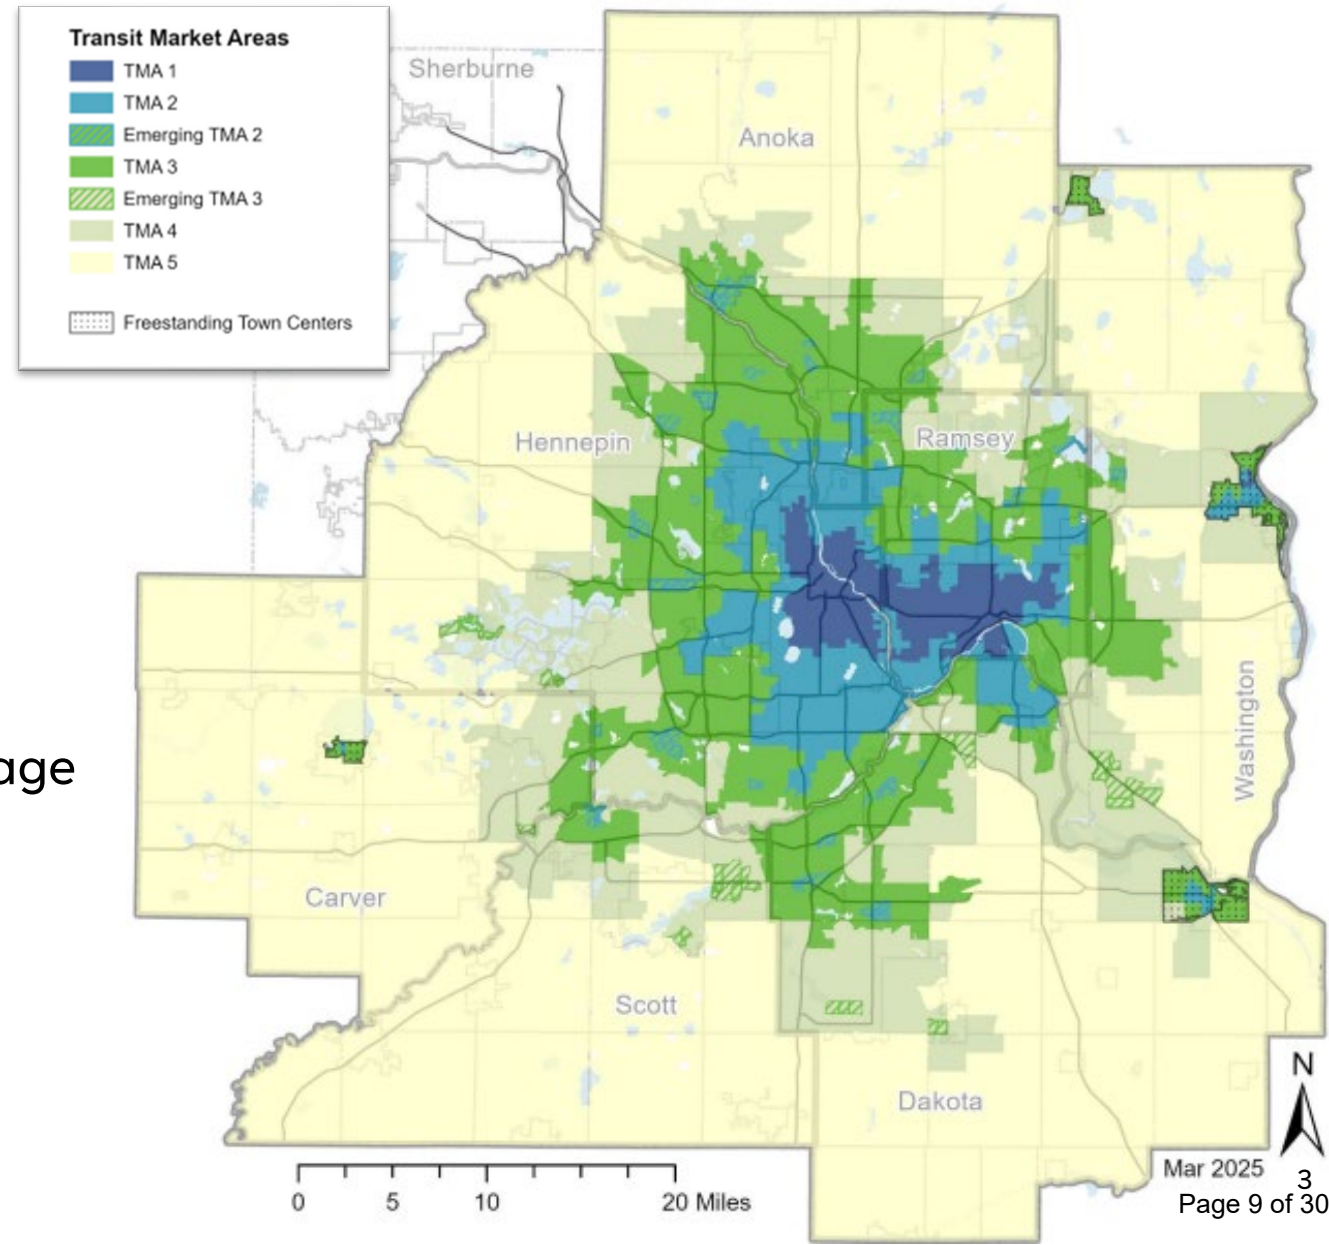 Transit Market Areas
TMA 1
TMA 2
Emerging TMA 2
TMA 3
Emerging TMA 3
TMA 4
TMA 5
Freestanding Town Centers
Sherburne
Anoka
Hennepin
Ramsey
Washington
age
Carver
Scott
Dakota
N
0 5 10 20 Miles
Mar 2025
3
Page 9 of 30